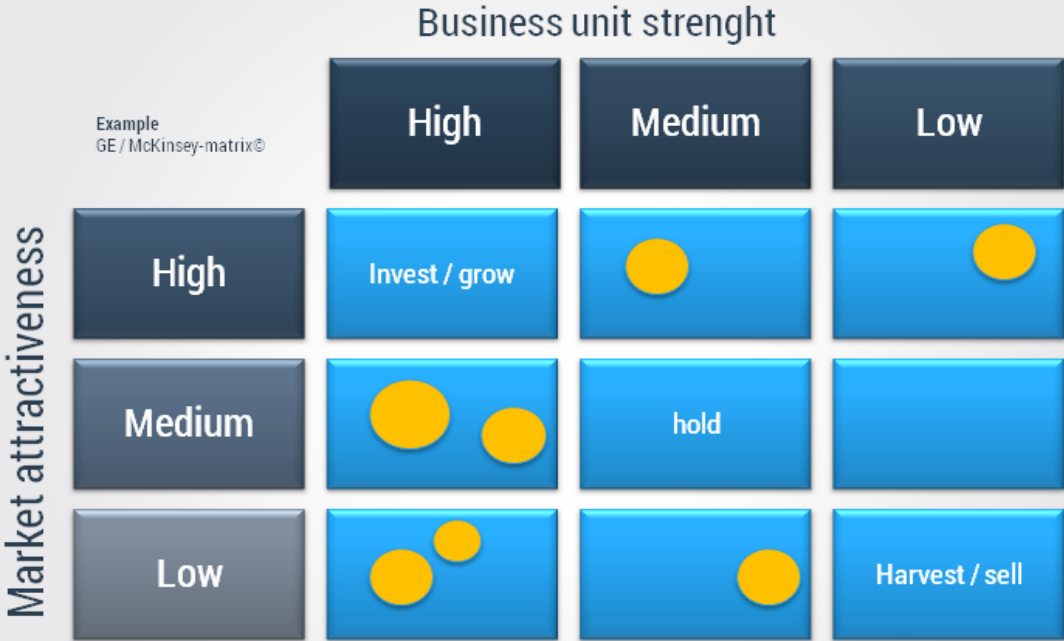 Business unit strenght
Example
GE / McKinsey-matrix©
High
Medium
Low
Market attractiveness
High
Invest / grow
Medium
hold
Low
Harvest / sell